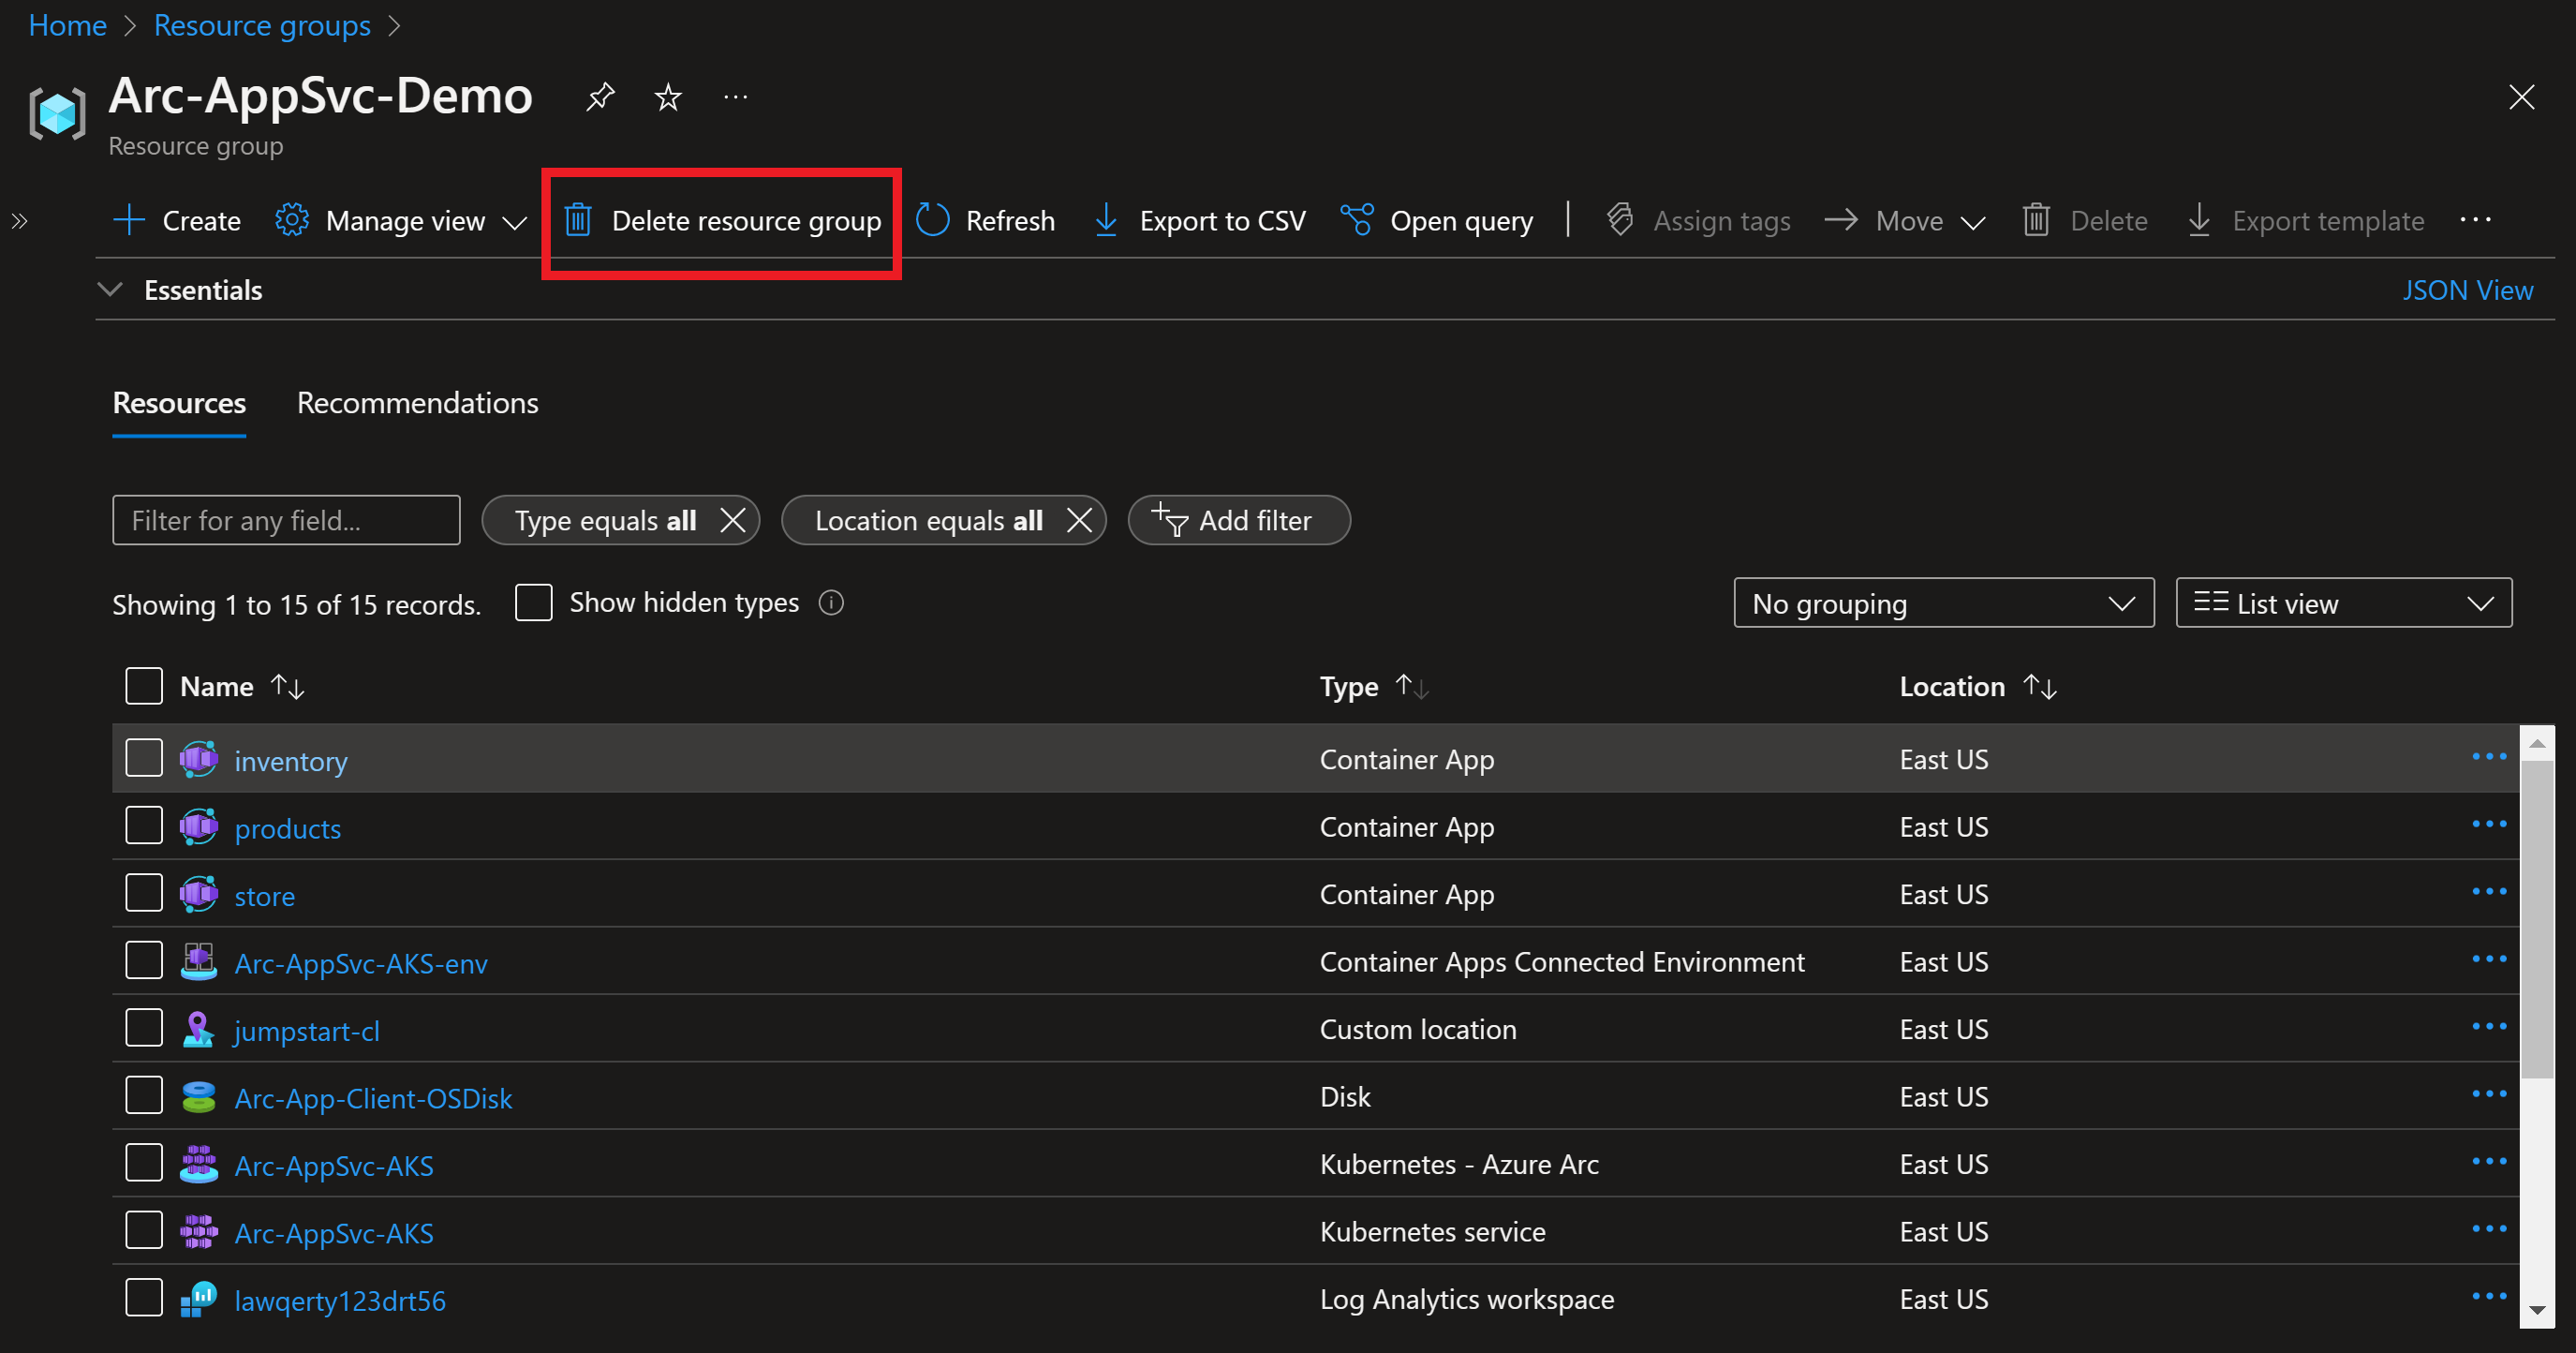 Home > Resource groups >
Arc-AppSvc-Demo
Resource group
Create Manage view Delete resource group Refresh Export to CSV Open query Assign tags Move Delete Export template
Essentials JSON View
Resources Recommendations
Filter for any field... Type equals all Location equals all Add filter
Showing 1 to 15 of 15 records. Show hidden types No grouping List view
Name Type Location
inventory Container App East US
products Container App East US
store Container App East US
Arc-AppSvc-AKS-env Container Apps Connected Environment East US
jumpstart-cl Custom location East US
Arc-App-Client-OSDisk Disk East US
Arc-AppSvc-AKS Kubernetes - Azure Arc East US
Arc-AppSvc-AKS Kubernetes service East US
lawqerty123drt56 Log Analytics workspace East US